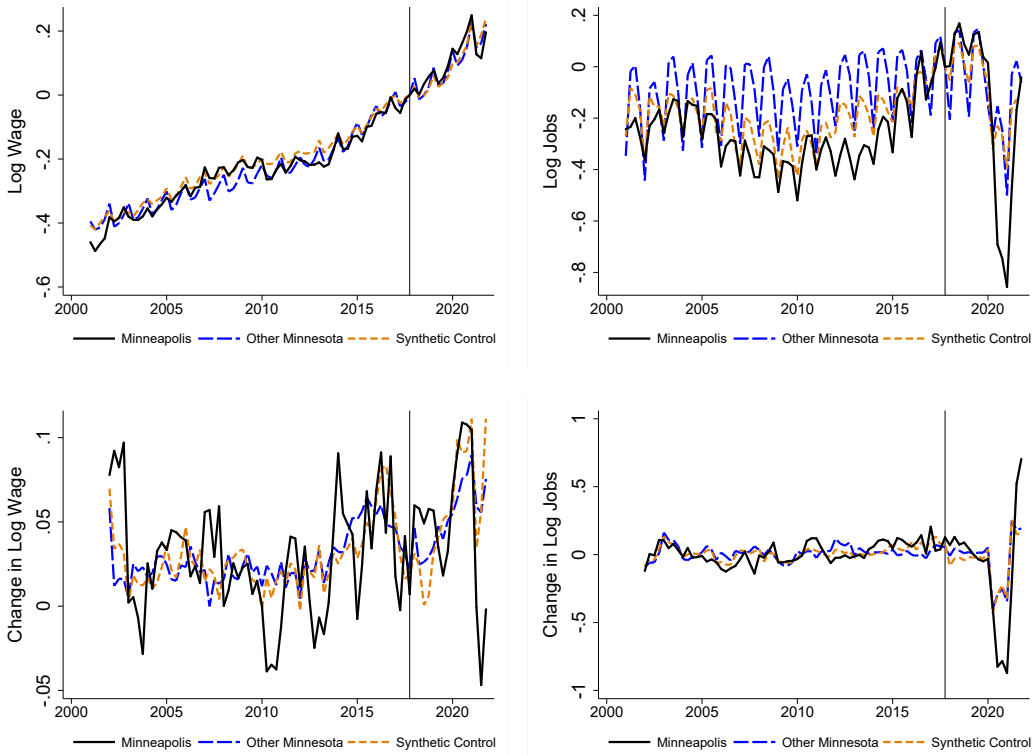 Log Wage
.2
0
-.2
-.4
-.6
2000 2005 2010 2015 2020
Minneapolis Other Minnesota Synthetic Control
Log Jobs
.2
0
-.2
-.4
-.6
-.8
2000 2005 2010 2015 2020
Minneapolis Other Minnesota Synthetic Control
Change in Log Wage
.1
.05
0
-.05
2000 2005 2010 2015 2020
Minneapolis Other Minnesota Synthetic Control
Change in Log Jobs
1
.5
0
-.5
-1
2000 2005 2010 2015 2020
Minneapolis Other Minnesota Synthetic Control